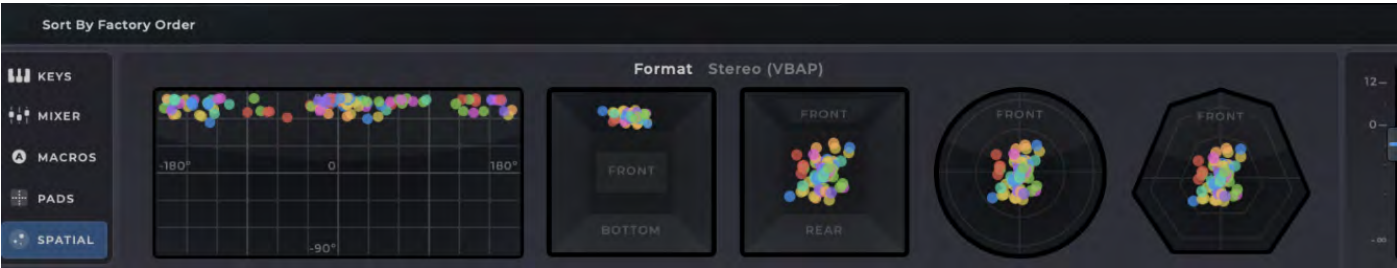 Sort By Factory Order
KEYS
MIXER
A MACROS
PADS
SPATIAL
Format Stereo (VBAP)
-180° 0 180°
-90°
FRONT
BOTTOM
FRONT
REAR
FRONT
FRONT
12
0
-∞